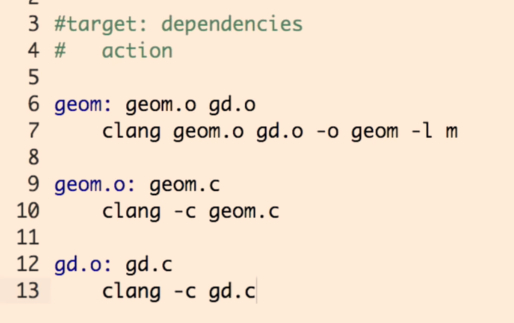 3 #target: dependencies
4 #   action
5
6 geom: geom.o gd.o
7     clang geom.o gd.o -o geom -l m
8
9 geom.o: geom.c
10     clang -c geom.c
11
12 gd.o: gd.c
13     clang -c gd.c